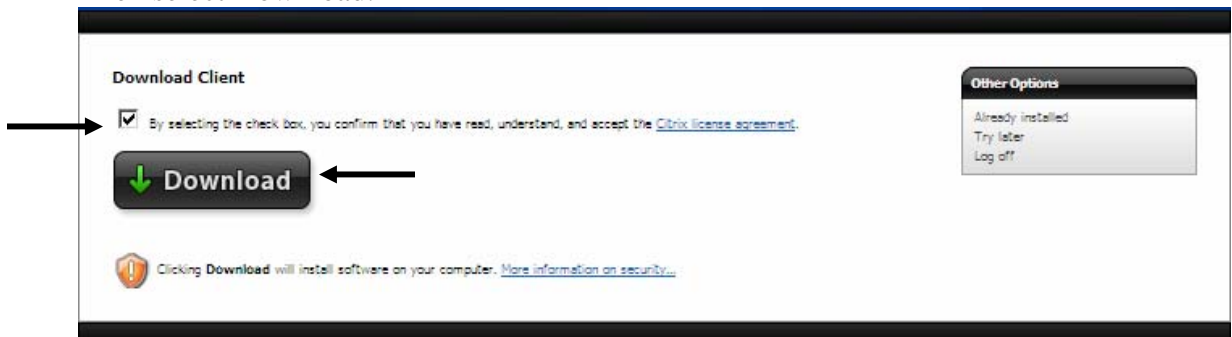 Download Client
By selecting the check box, you confirm that you have read, understand, and accept the Citrix license agreement.
Download
Clicking Download will install software on your computer. More information on security...
Other Options
Already installed
Try later
Log off